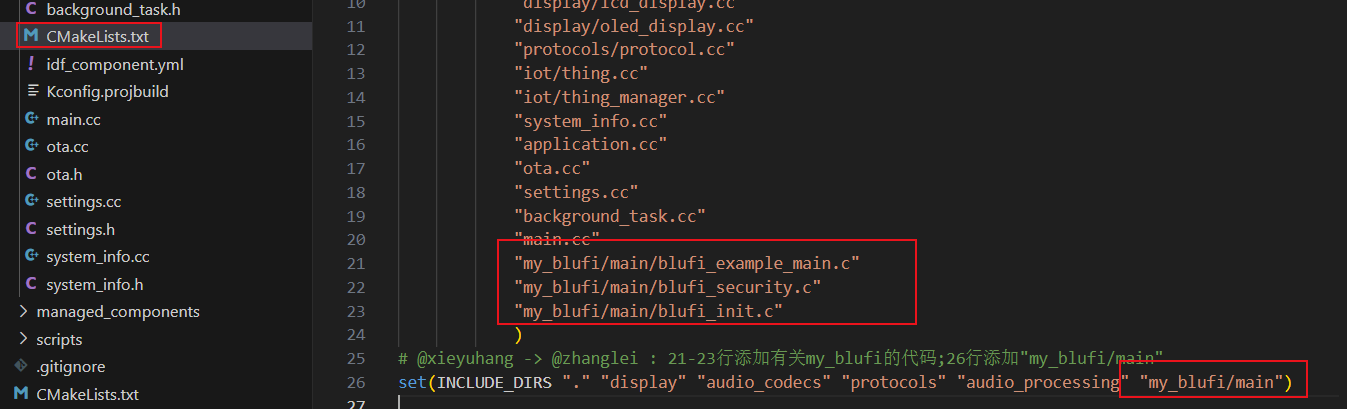 background_task.h
CMakeLists.txt
idf_component.yml
Kconfig.projbuild
main.cc
ota.cc
ota.h
settings.cc
settings.h
system_info.cc
system_info.h
managed_components
scripts
.gitignore
CMakeLists.txt
10 "display/lcd_display.cc"
11 "display/oled_display.cc"
12 "protocols/protocol.cc"
13 "iot/thing.cc"
14 "iot/thing_manager.cc"
15 "system_info.cc"
16 "application.cc"
17 "ota.cc"
18 "settings.cc"
19 "background_task.cc"
20 "main.cc"
21 "my_blufi/main/blufi_example_main.c"
22 "my_blufi/main/blufi_security.c"
23 "my_blufi/main/blufi_init.c"
24 )
25 # @xieyuhang -> @zhanglei : 21-23行添加有关my_blufi的代码;26行添加"my_blufi/main"
26 set(INCLUDE_DIRS "." "display" "audio_codecs" "protocols" "audio_processing" "my_blufi/main")
27